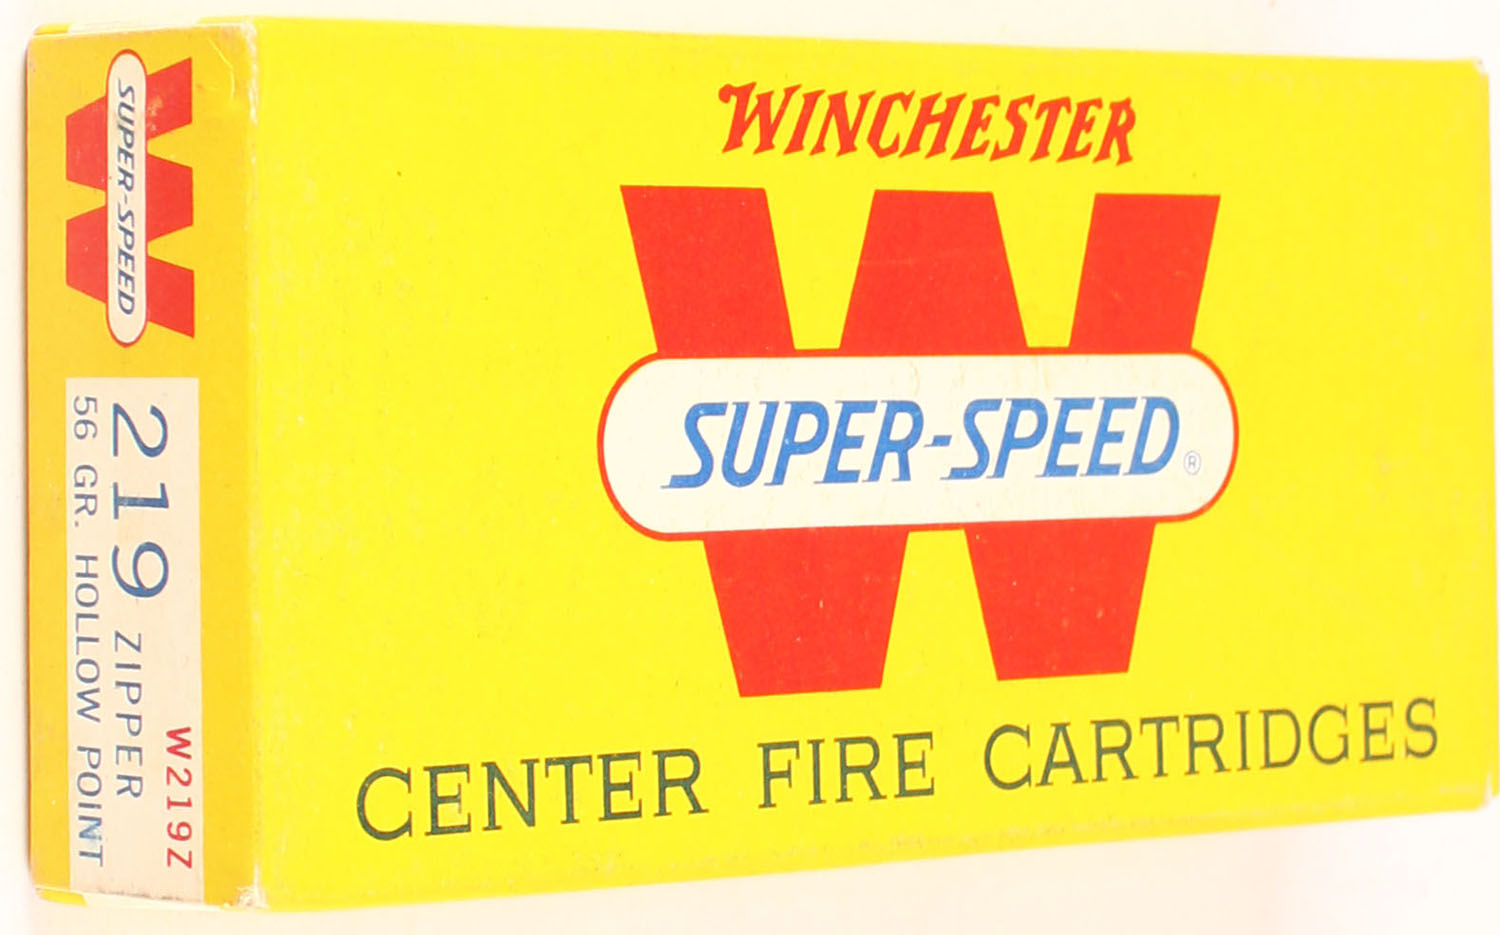 WINCHESTER
W
SUPER-SPEED®
CENTER FIRE CARTRIDGES
W
SUPER-SPEED
W219Z
219 ZIPPER
56 GR. HOLLOW POINT